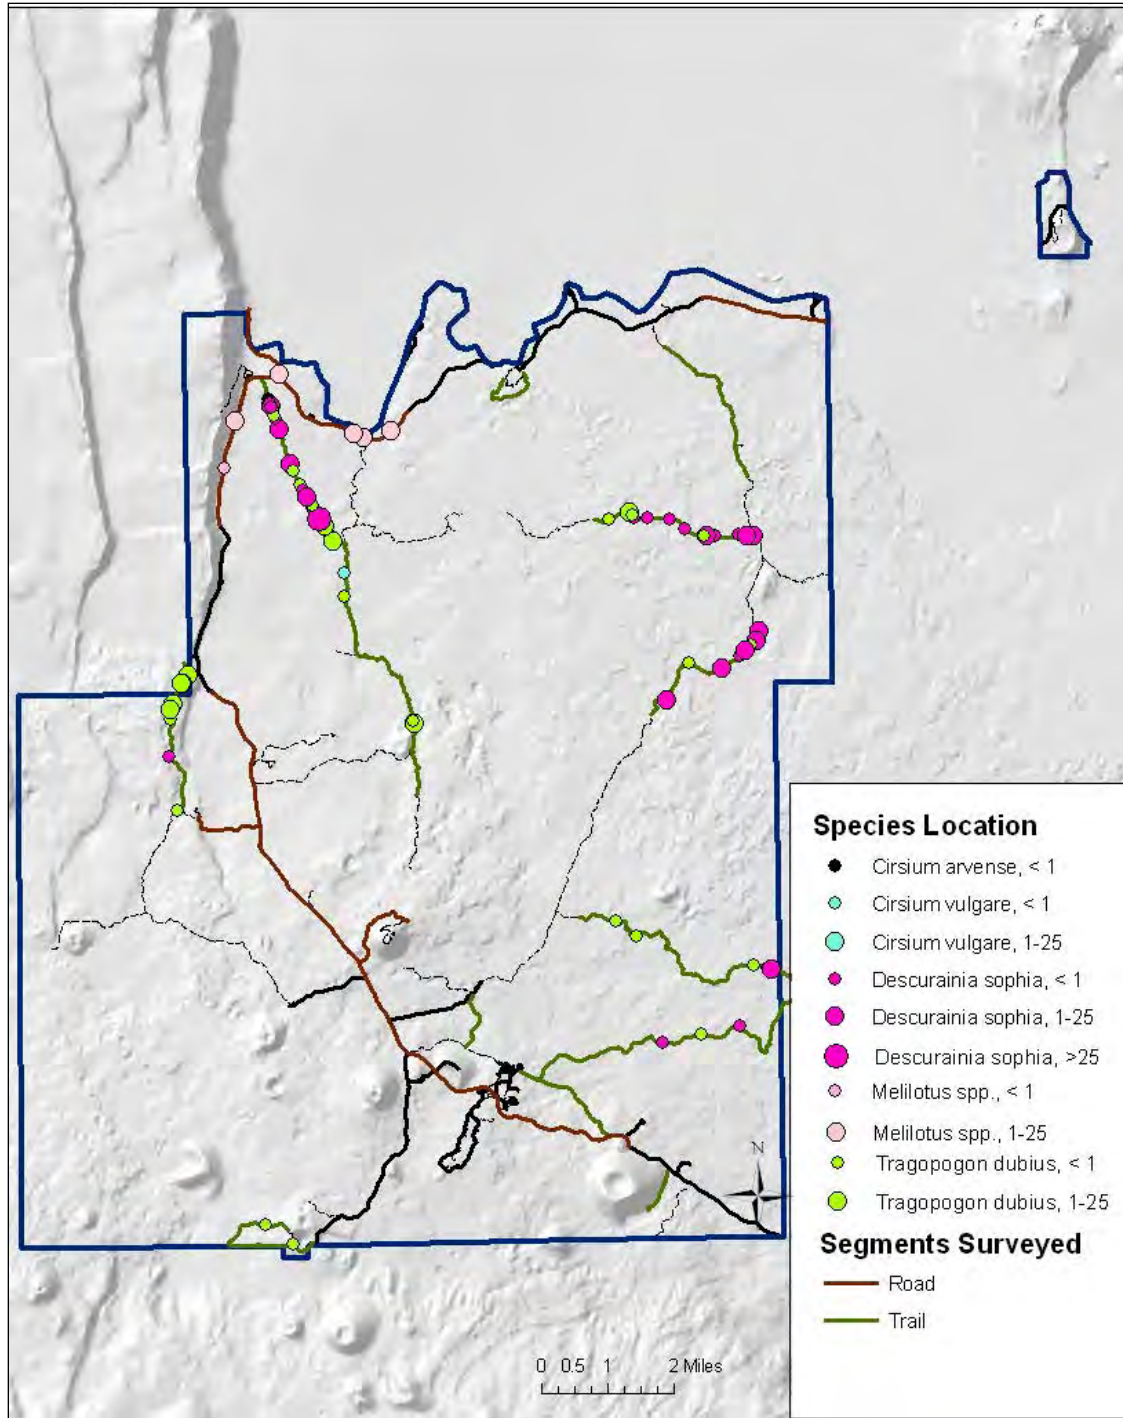 Species Location
Cirsium arvense, < 1
Cirsium vulgare, < 1
Cirsium vulgare, 1-25
Descurainia sophia, < 1
Descurainia sophia, 1-25
Descurainia sophia, >25
Melilotus spp., < 1
Melilotus spp., 1-25
Tragopogon dubius, < 1
Tragopogon dubius, 1-25
N
Segments Surveyed
Road
Trail
0 0.5 1 2 Miles